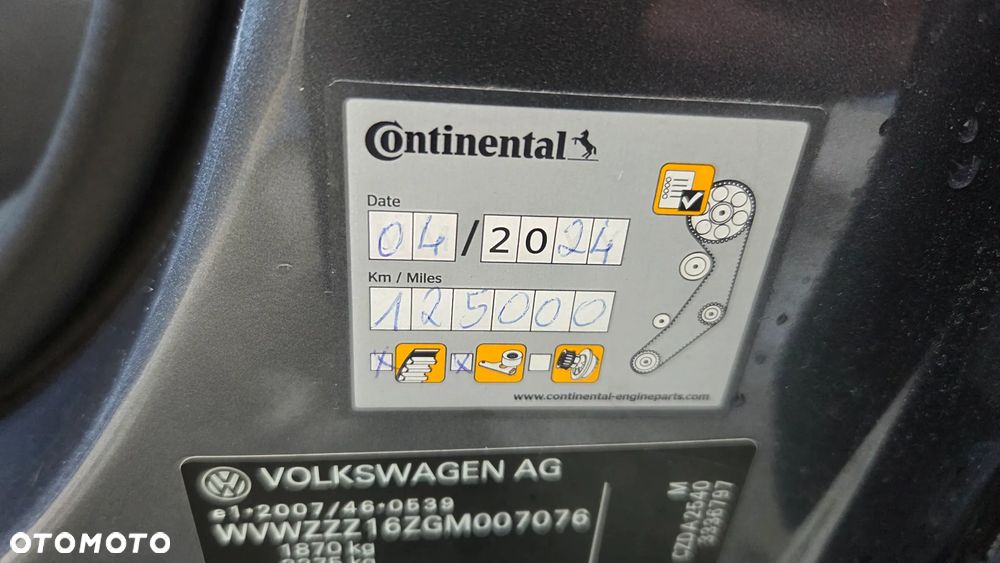 Continental
Date
04/2024
Km / Miles
125000
www.continental-engineparts.com
VOLKSWAGEN AG
e1*2007/46*0539
WVWZZZ16ZGM007076
1870 kg
M
CZDA2540
3336797
OTOMOTO